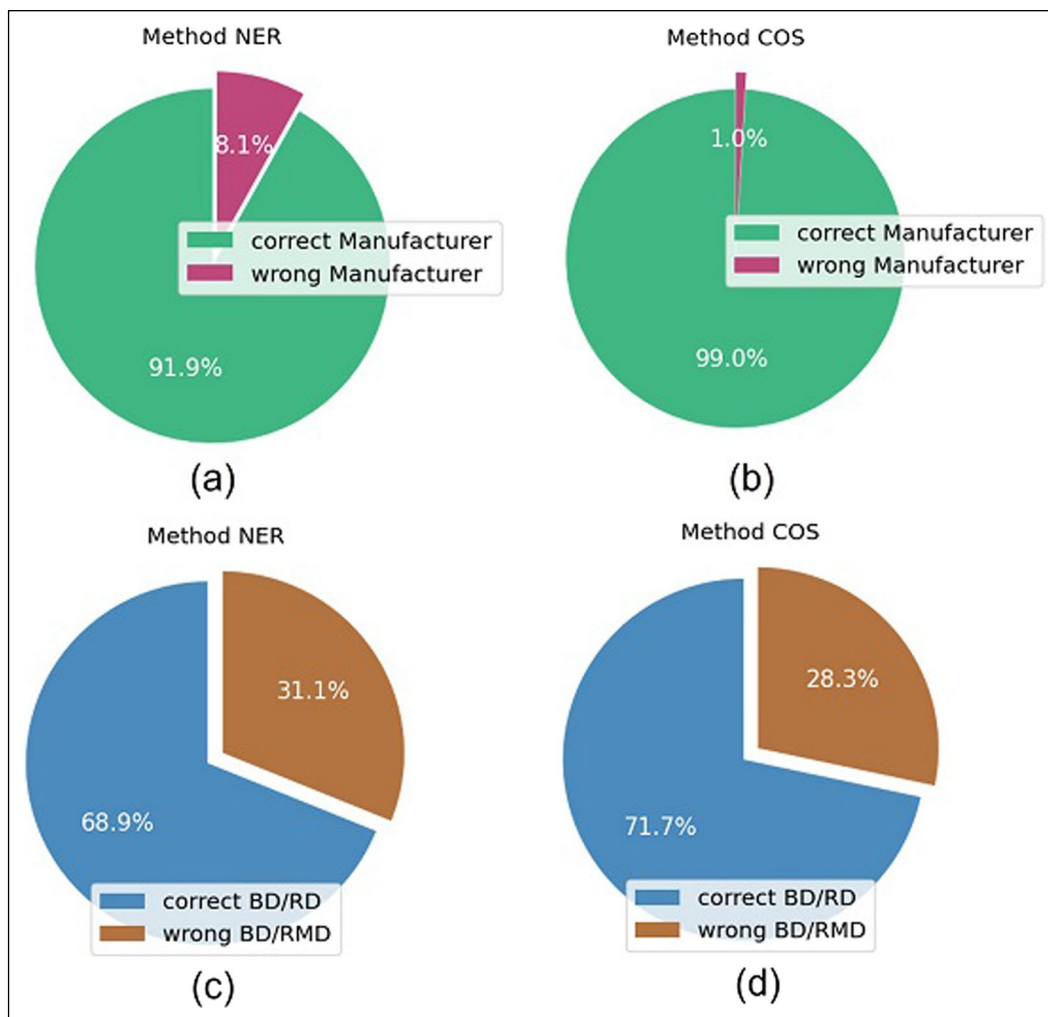 Method NER
8.1%
correct Manufacturer
wrong Manufacturer
91.9%
(a)
Method COS
1.0%
correct Manufacturer
wrong Manufacturer
99.0%
(b)
Method NER
31.1%
68.9%
correct BD/RD
wrong BD/RMD
(c)
Method COS
28.3%
71.7%
correct BD/RD
wrong BD/RMD
(d)